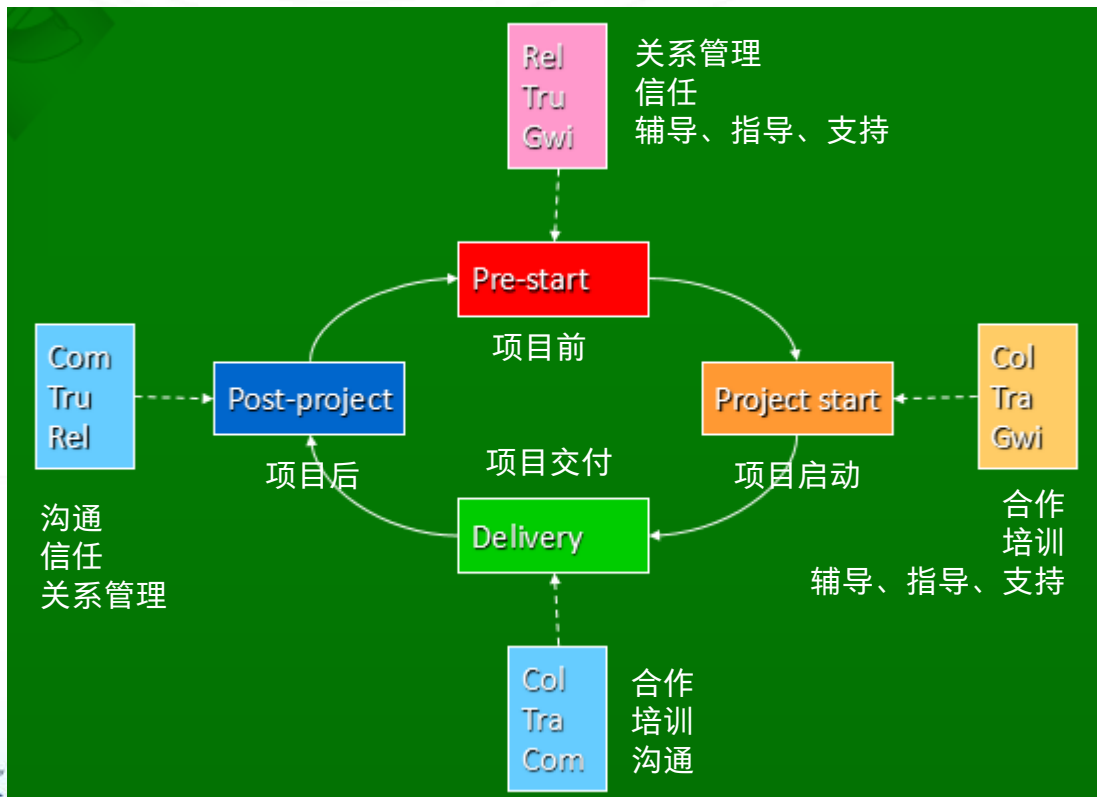 Rel
Tru
Gwi
关系管理
信任
辅导、指导、支持
Pre-start
项目前
Com
Tru
Rel
Post-project
Project start
Col
Tra
Gwi
项目后
项目交付
项目启动
沟通
信任
关系管理
Delivery
合作
培训
辅导、指导、支持
Col
Tra
Com
合作
培训
沟通